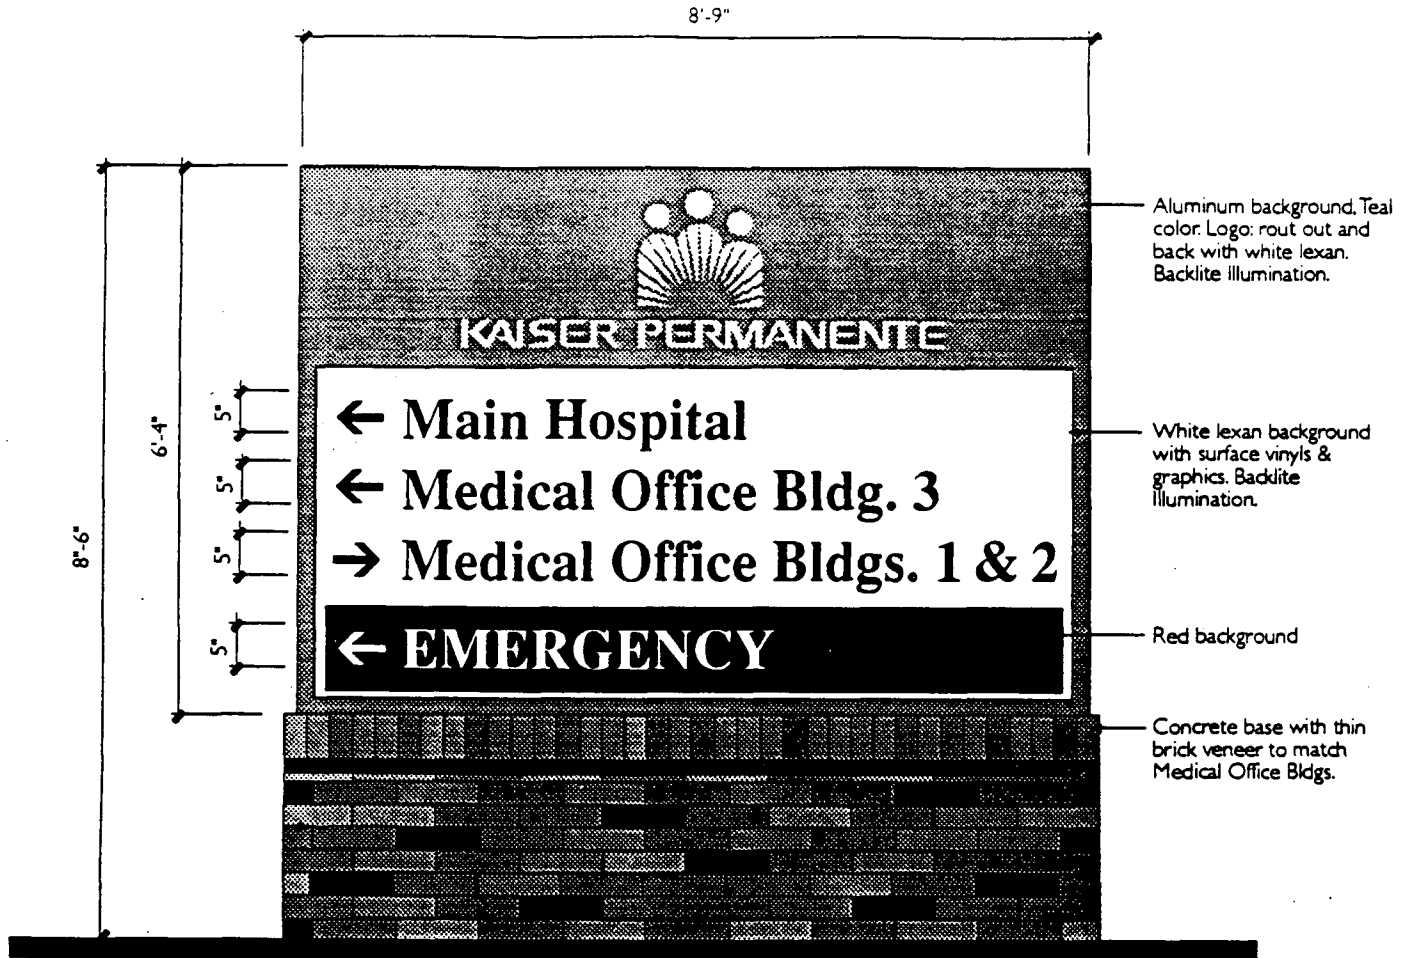 8'-9"
KAISER PERMANENTE
← Main Hospital
← Medical Office Bldg. 3
→ Medical Office Bldgs. 1 & 2
← EMERGENCY
5"
5"
5"
5"
6'-4"
8"-6"
Aluminum background. Teal
color. Logo: rout out and
back with white lexan.
Backlite Illumination.
White lexan background
with surface vinyls &
graphics. Backlite
Illumination.
Red background
Concrete base with thin
brick veneer to match
Medical Office Bldgs.